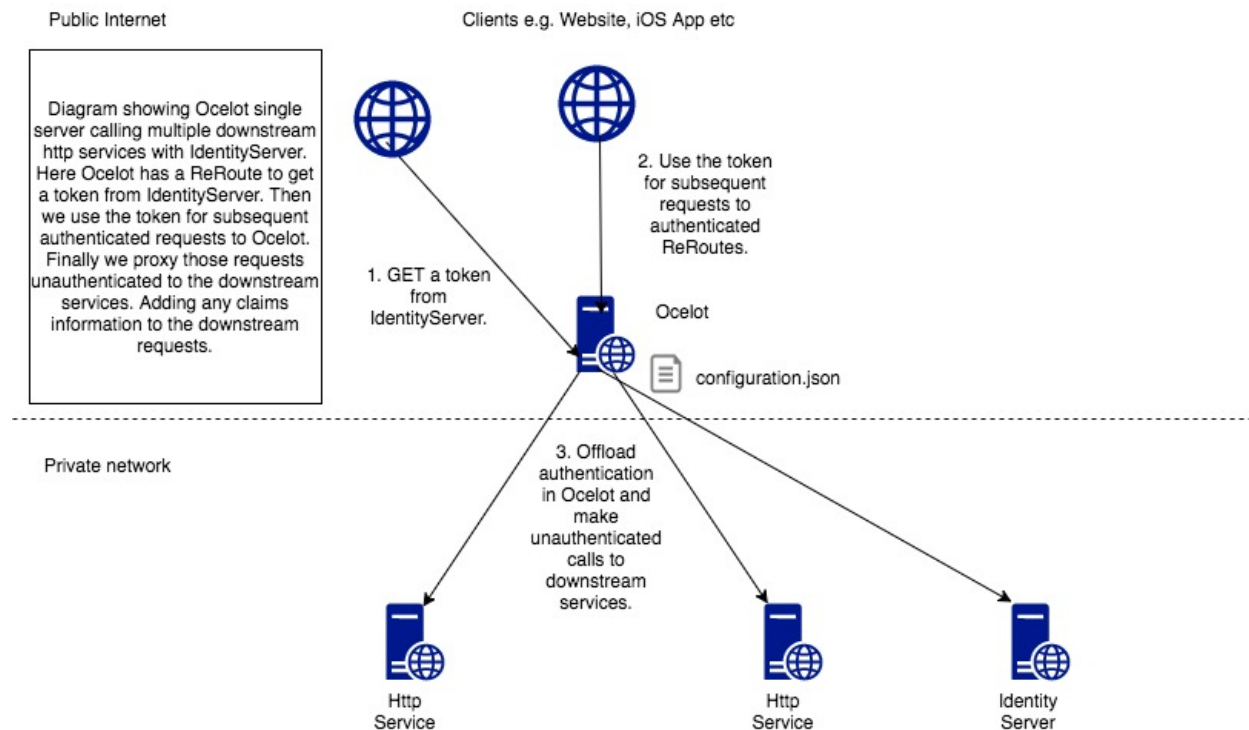 Public Internet
Clients e.g. Website, iOS App etc
Diagram showing Ocelot single
server calling multiple downstream
http services with IdentityServer.
Here Ocelot has a ReRoute to get
a token from IdentityServer. Then
we use the token for subsequent
authenticated requests to Ocelot.
Finally we proxy those requests
unauthenticated to the downstream
services. Adding any claims
information to the downstream
requests.
2. Use the token
for subsequent
requests to
authenticated
ReRoutes.
1. GET a token
from
IdentityServer.
Ocelot
configuration.json
Private network
3. Offload
authentication
in Ocelot and
make
unauthenticated
calls to
downstream
services.
Http
Service
Http
Service
Identity
Server